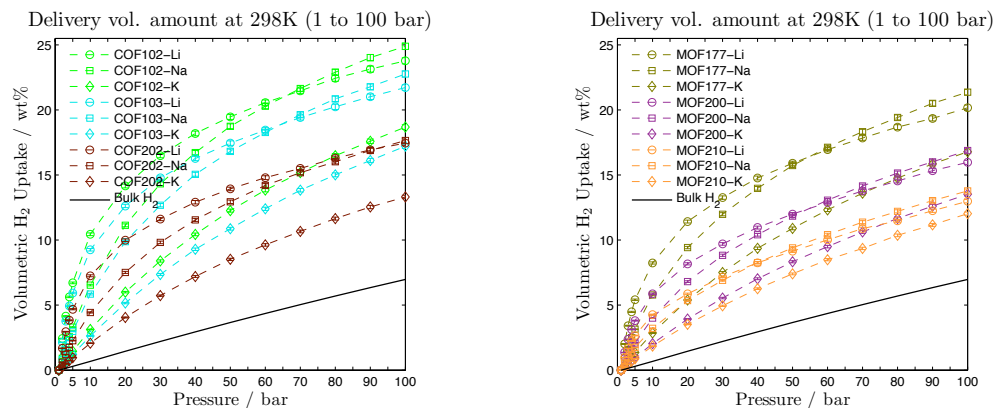 Delivery vol. amount at 298K (1 to 100 bar)
Volumetric H2 Uptake / wt%
25
20
15
10
5
0
COF102-Li
COF102-Na
COF102-K
COF103-Li
COF103-Na
COF103-K
COF202-Li
COF202-Na
COF202-K
Bulk H2
0 5 10 20 30 40 50 60 70 80 90 100
Pressure / bar
Delivery vol. amount at 298K (1 to 100 bar)
Volumetric H2 Uptake / wt%
25
20
15
10
5
0
MOF177-Li
MOF177-Na
MOF177-K
MOF200-Li
MOF200-Na
MOF200-K
MOF210-Li
MOF210-Na
MOF210-K
Bulk H2
0 5 10 20 30 40 50 60 70 80 90 100
Pressure / bar